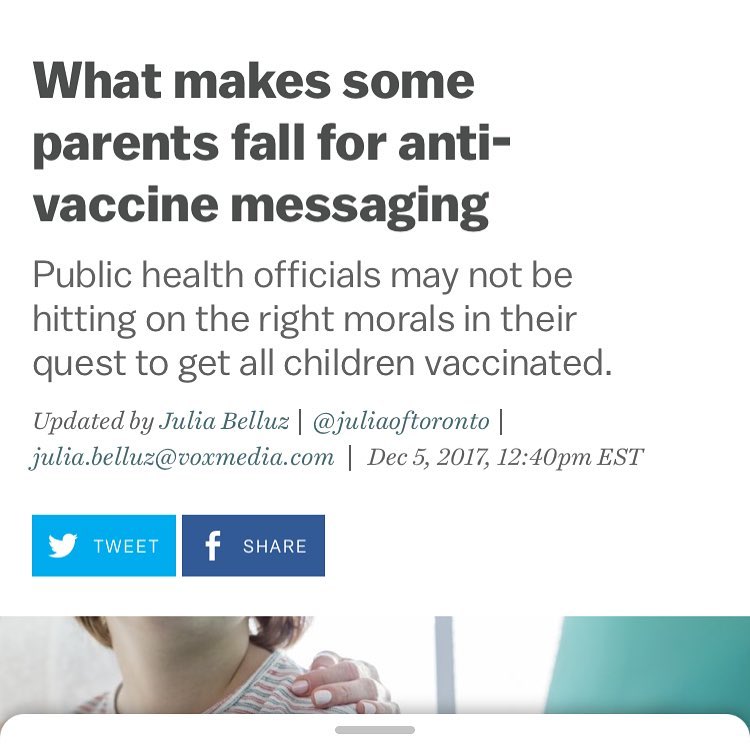 What makes some
parents fall for anti-
vaccine messaging
Public health officials may not be
hitting on the right morals in their
quest to get all children vaccinated.
Updated by Julia Belluz | @juliaoftoronto |
julia.belluz@voxmedia.com | Dec 5, 2017, 12:40pm EST
TWEET f SHARE